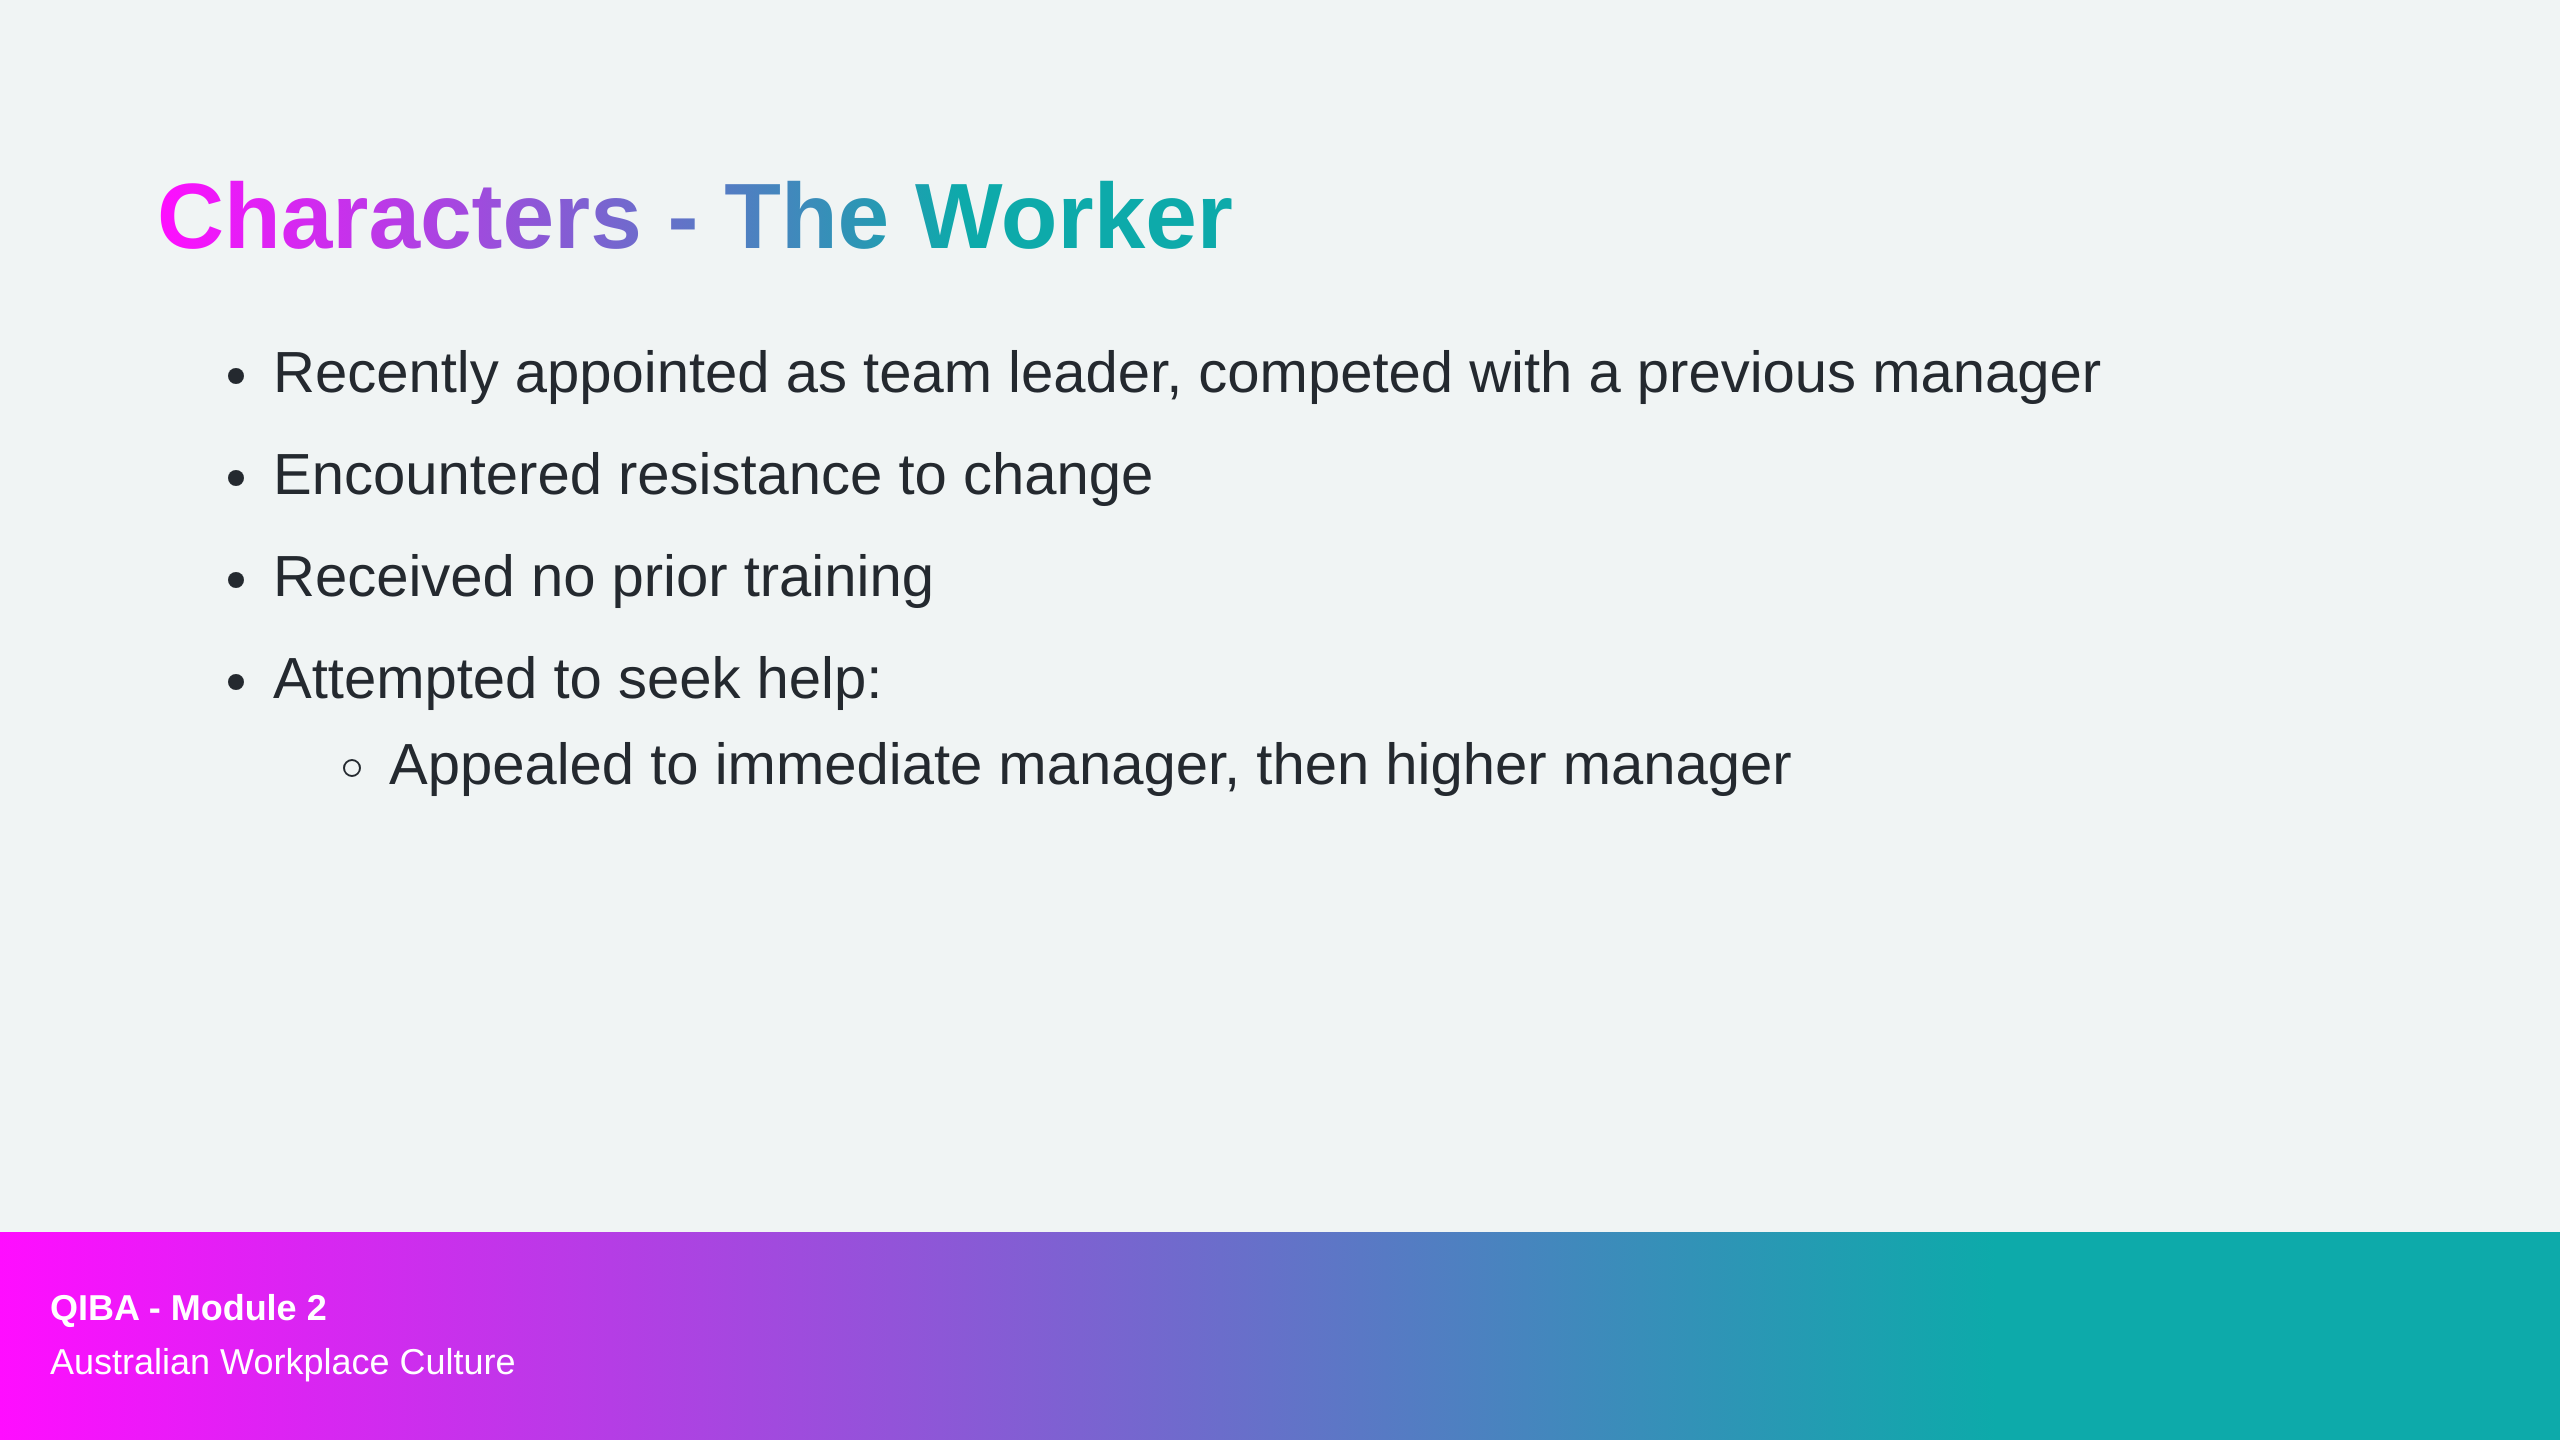 Characters - The Worker
• Recently appointed as team leader, competed with a previous manager
• Encountered resistance to change
• Received no prior training
• Attempted to seek help:
○ Appealed to immediate manager, then higher manager
QIBA - Module 2
Australian Workplace Culture